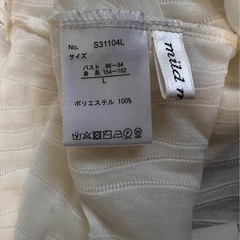 No. S31104L
サイズ
バスト 86〜94
身長 154〜162
L
ポリエステル 100%
mild